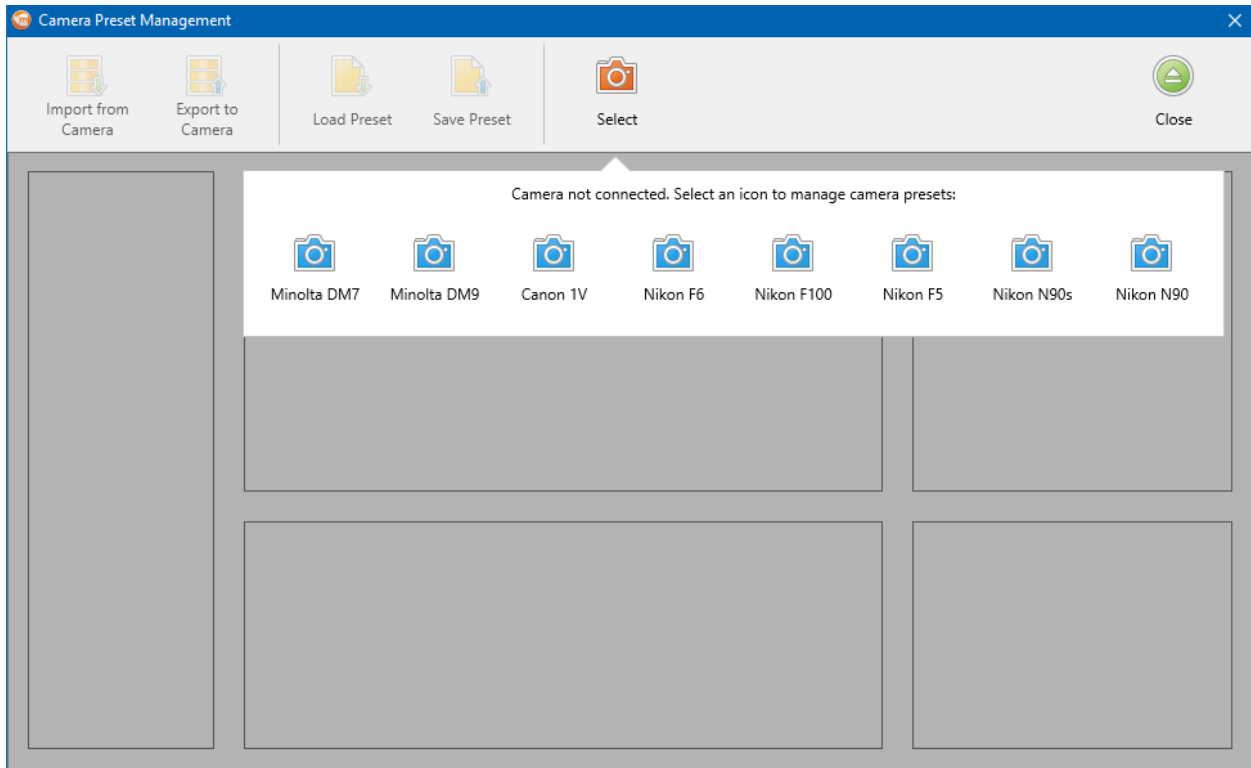 Camera Preset Management
Import from
Camera
Export to
Camera
Load Preset
Save Preset
Select
Close
Camera not connected. Select an icon to manage camera presets:
Minolta DM7
Minolta DM9
Canon 1V
Nikon F6
Nikon F100
Nikon F5
Nikon N90s
Nikon N90